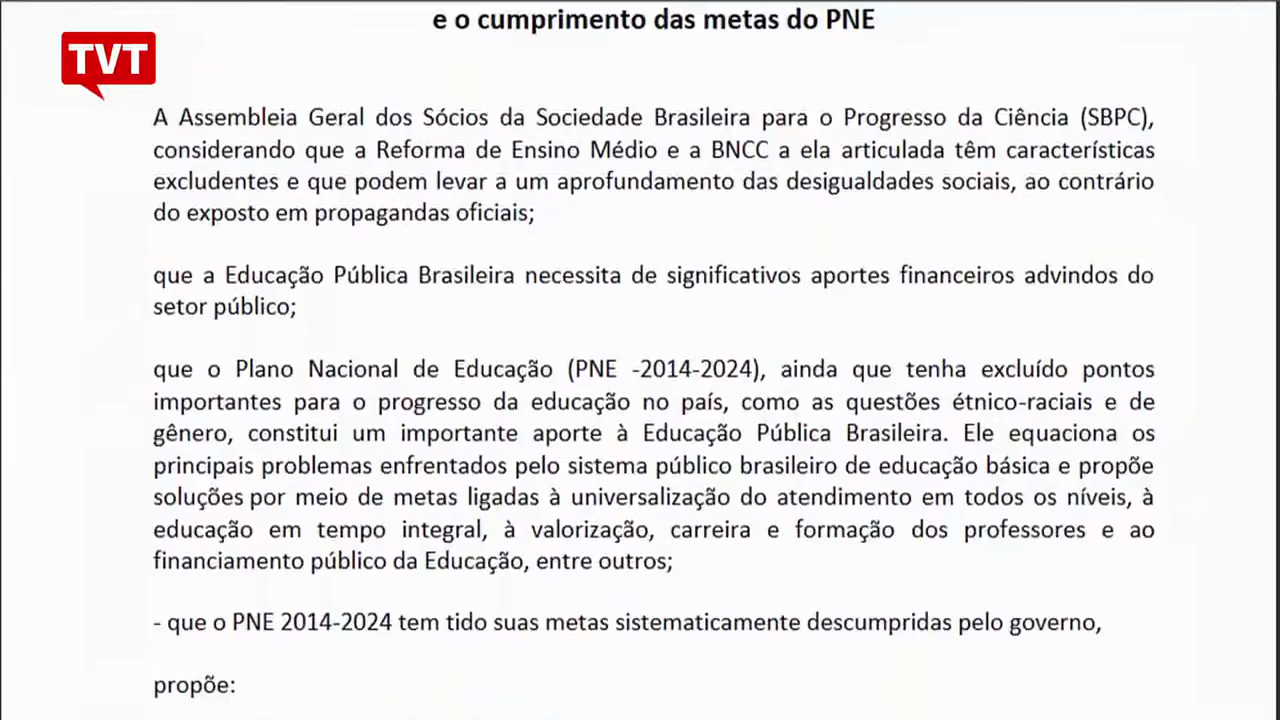 e o cumprimento das metas do PNE
TVT
A Assembleia Geral dos Sócios da Sociedade Brasileira para o Progresso da Ciência (SBPC),
considerando que a Reforma de Ensino Médio e a BNCC a ela articulada têm características
excludentes e que podem levar a um aprofundamento das desigualdades sociais, ao contrário
do exposto em propagandas oficiais;
que a Educação Pública Brasileira necessita de significativos aportes financeiros advindos do
setor público;
que o Plano Nacional de Educação (PNE -2014-2024), ainda que tenha excluído pontos
importantes para o progresso da educação no país, como as questões étnico-raciais e de
gênero, constitui um importante aporte à Educação Pública Brasileira. Ele equaciona os
principais problemas enfrentados pelo sistema público brasileiro de educação básica e propõe
soluções por meio de metas ligadas à universalização do atendimento em todos os níveis, à
educação em tempo integral, à valorização, carreira e formação dos professores e ao
financiamento público da Educação, entre outros;
- que o PNE 2014-2024 tem tido suas metas sistematicamente descumpridas pelo governo,
propõe: